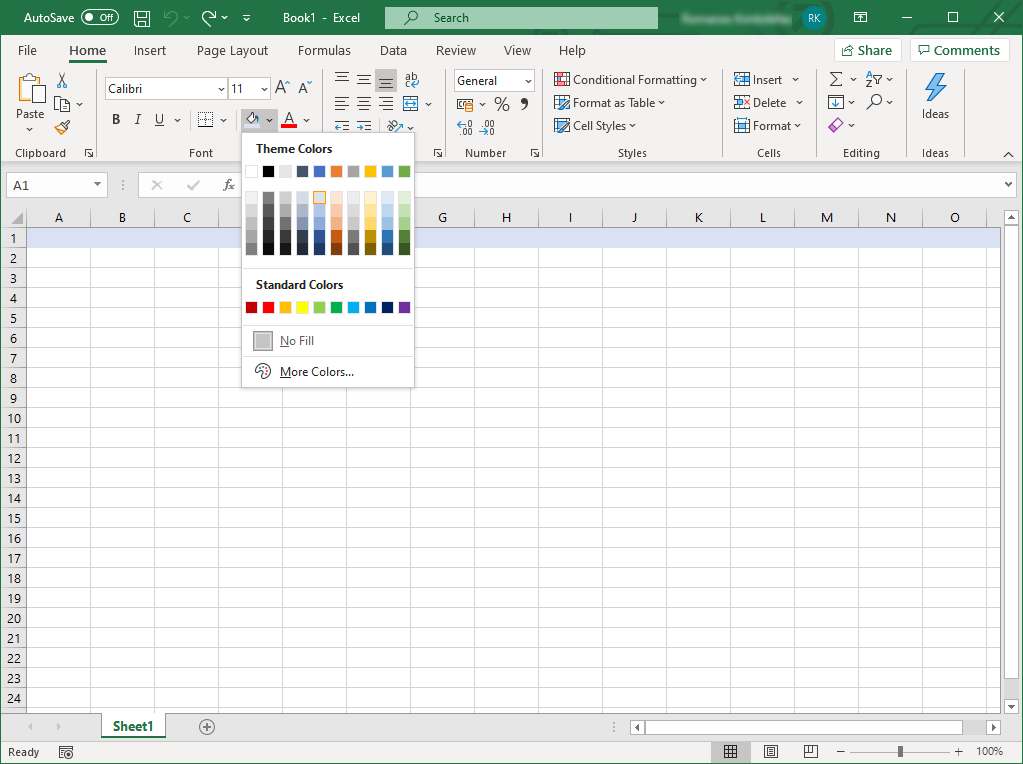 AutoSave Off Book1 - Excel Search RK
File Home Insert Page Layout Formulas Data Review View Help Share Comments
Paste
Clipboard
Calibri 11
B I U A
Font
ab
General
% 9
.00
Number
Conditional Formatting
Format as Table
Cell Styles
Styles
Insert
Delete
Format
Cells
Editing
Ideas
Ideas
Theme Colors
Standard Colors
No Fill
More Colors...
A1 fx
A B C G H I J K L M N O
1
2
3
4
5
6
7
8
9
10
11
12
13
14
15
16
17
18
19
20
21
22
23
24
Sheet1
Ready 100%